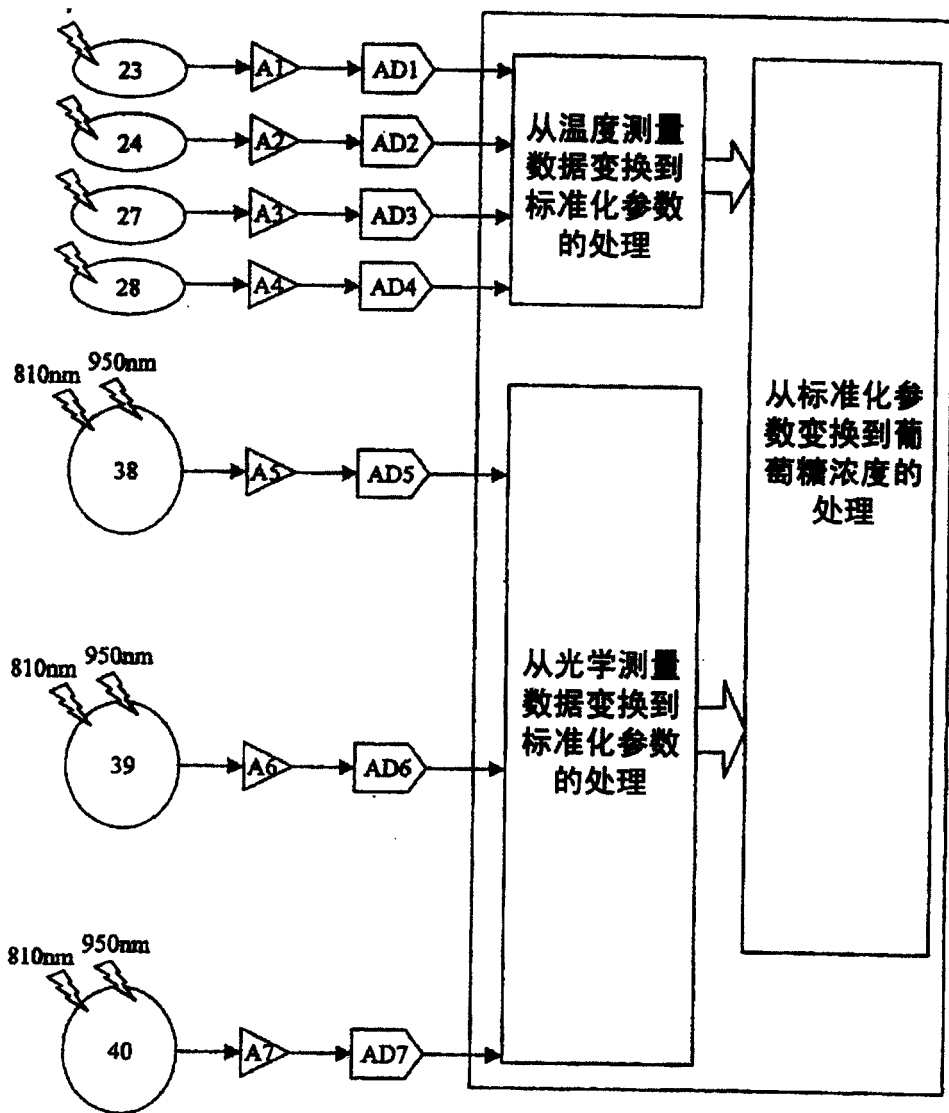 23 A1 AD1
24 A2 AD2
27 A3 AD3
28 A4 AD4
从温度测量
数据变换到
标准化参数
的处理
810nm 950nm
38 A5 AD5
810nm 950nm
39 A6 AD6
810nm 950nm
40 A7 AD7
从光学测量
数据变换到
标准化参数
的处理
从标准化参
数变换到葡
萄糖浓度的
处理